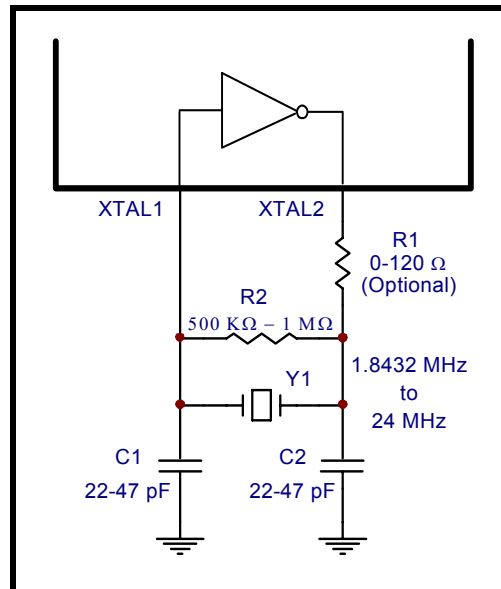 XTAL1
XTAL2
R1
0-120 Ω
(Optional)
R2
500 KΩ – 1 MΩ
Y1
1.8432 MHz
to
24 MHz
C1
22-47 pF
C2
22-47 pF